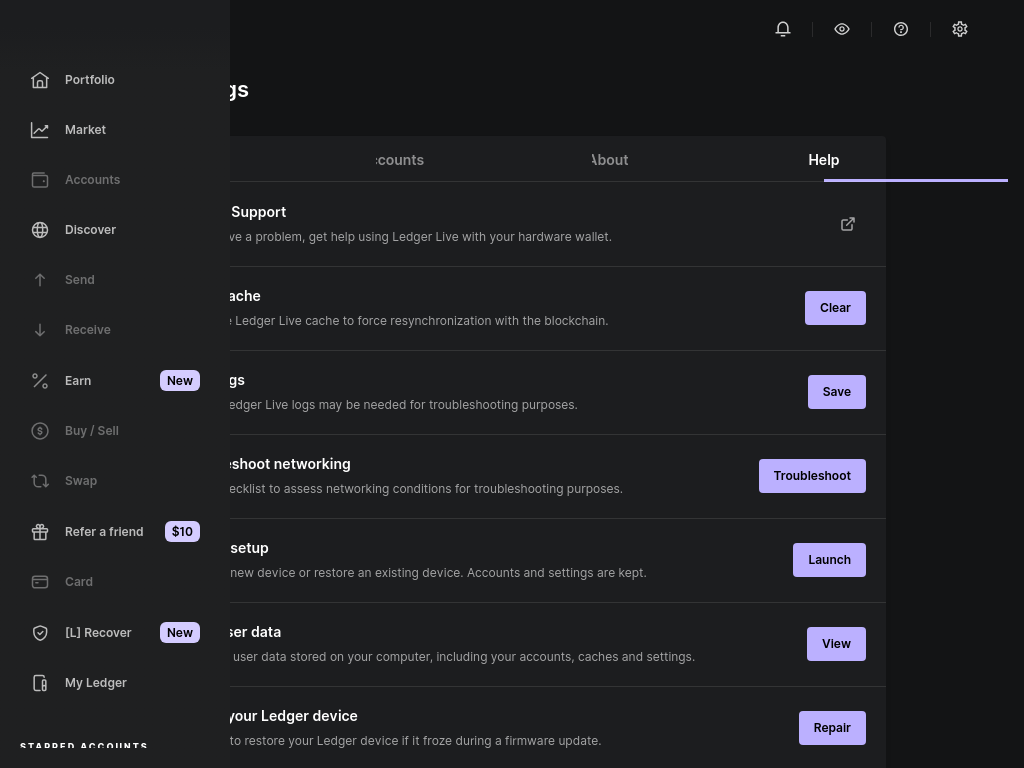 Portfolio
Market
Accounts
Discover
Send
Receive
Earn New
Buy / Sell
Swap
Refer a friend $10
Card
[L] Recover New
My Ledger
STARRED ACCOUNTS
gs
counts About Help
Support
ve a problem, get help using Ledger Live with your hardware wallet.
ache
Clear
e Ledger Live cache to force resynchronization with the blockchain.
gs
Save
edger Live logs may be needed for troubleshooting purposes.
eshoot networking
Troubleshoot
ecklist to assess networking conditions for troubleshooting purposes.
setup
Launch
new device or restore an existing device. Accounts and settings are kept.
ser data
View
user data stored on your computer, including your accounts, caches and settings.
your Ledger device
Repair
to restore your Ledger device if it froze during a firmware update.